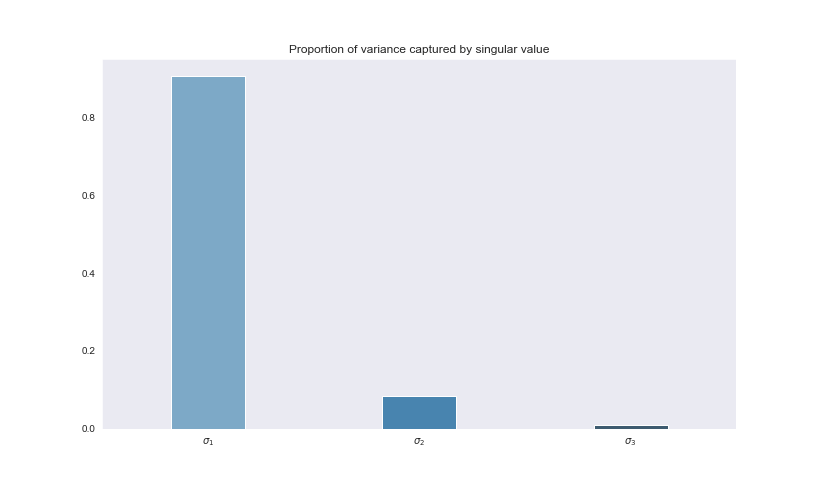 Proportion of variance captured by singular value
0.8
0.6
0.4
0.2
0.0
σ₁ σ₂ σ₃